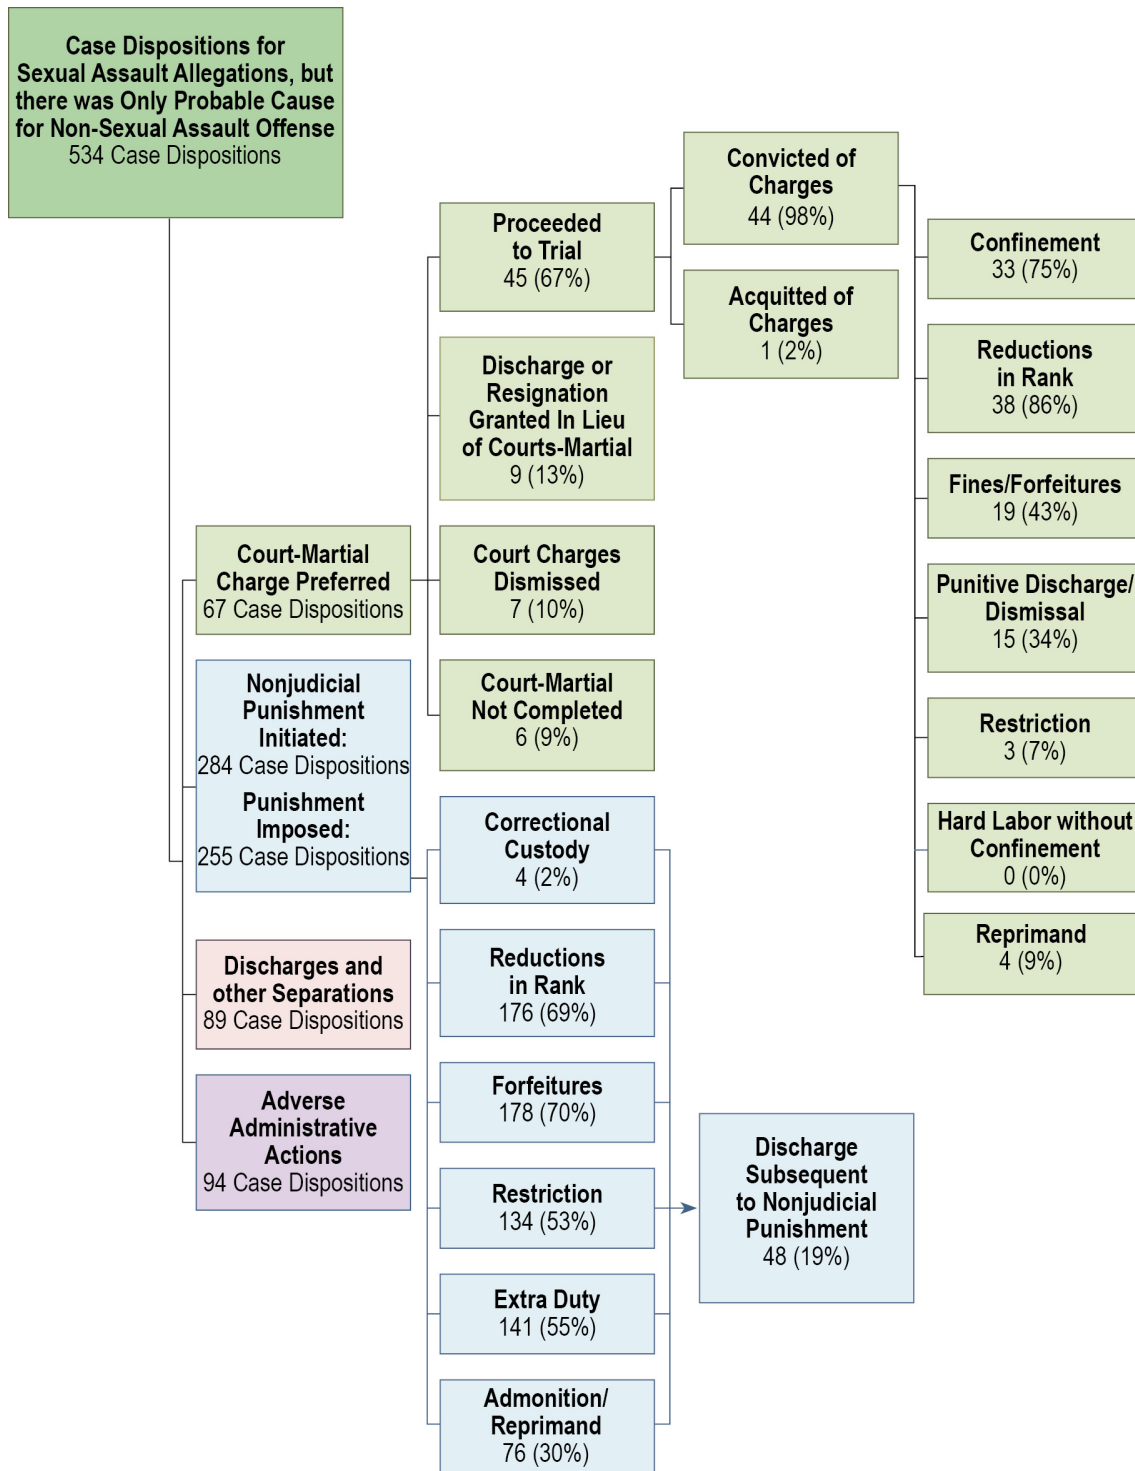 Case Dispositions for
Sexual Assault Allegations, but
there was Only Probable Cause
for Non-Sexual Assault Offense
534 Case Dispositions
Court-Martial
Charge Preferred
67 Case Dispositions
Nonjudicial
Punishment
Initiated:
284 Case Dispositions
Punishment
Imposed:
255 Case Dispositions
Discharges and
other Separations
89 Case Dispositions
Adverse
Administrative
Actions
94 Case Dispositions
Proceeded
to Trial
45 (67%)
Discharge or
Resignation
Granted In Lieu
of Courts-Martial
9 (13%)
Court Charges
Dismissed
7 (10%)
Court-Martial
Not Completed
6 (9%)
Convicted of
Charges
44 (98%)
Acquitted of
Charges
1 (2%)
Confinement
33 (75%)
Reductions
in Rank
38 (86%)
Fines/Forfeitures
19 (43%)
Punitive Discharge/
Dismissal
15 (34%)
Restriction
3 (7%)
Hard Labor without
Confinement
0 (0%)
Reprimand
4 (9%)
Correctional
Custody
4 (2%)
Reductions
in Rank
176 (69%)
Forfeitures
178 (70%)
Restriction
134 (53%)
Extra Duty
141 (55%)
Admonition/
Reprimand
76 (30%)
Discharge
Subsequent
to Nonjudicial
Punishment
48 (19%)